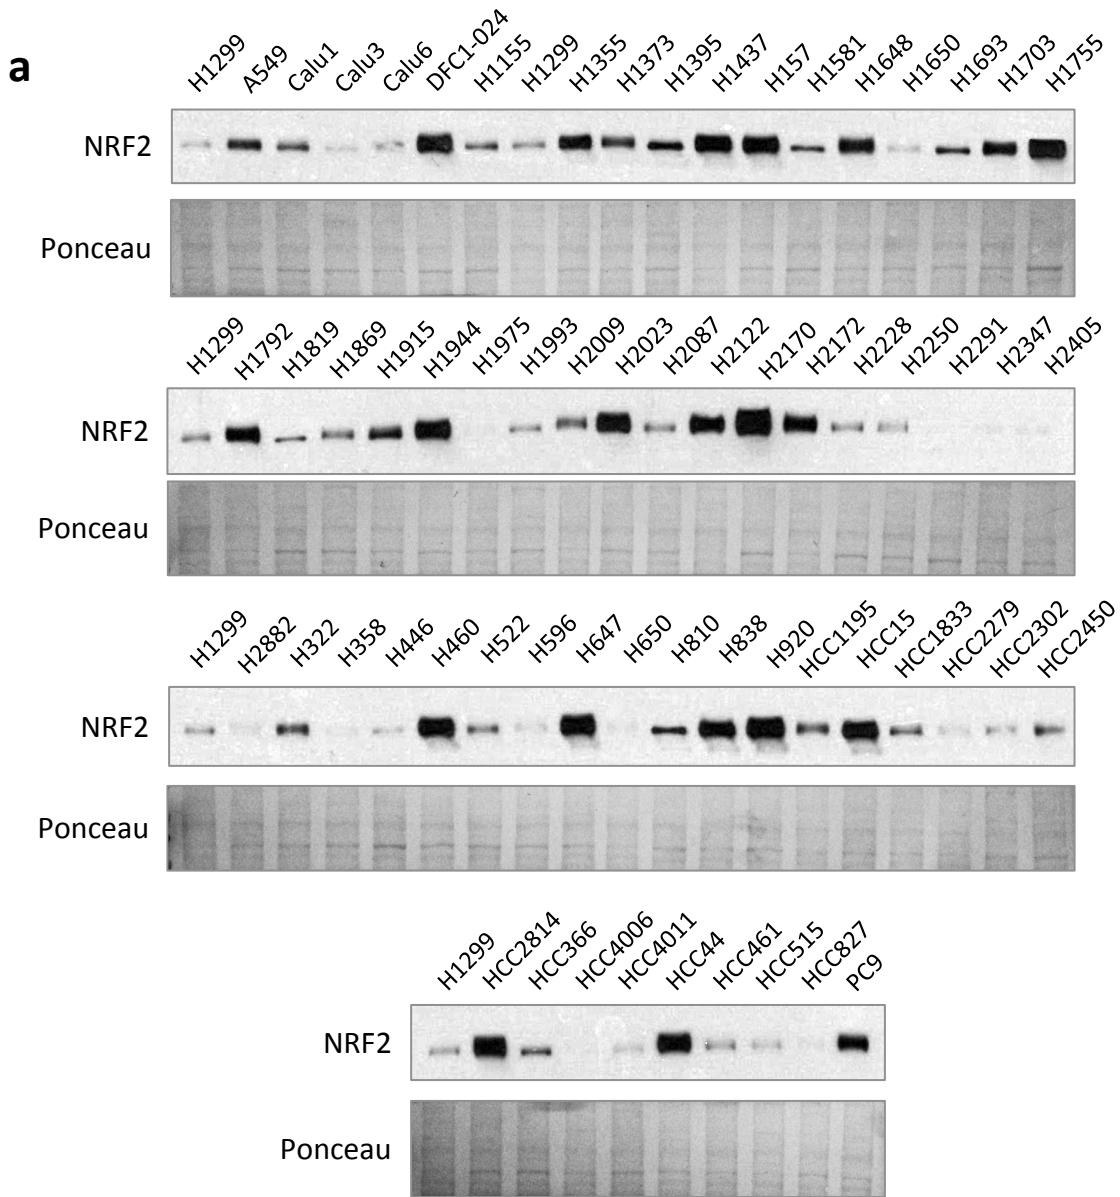 a
H1299 A549 Calu1 Calu3 Calu6 DFC1-024 H1155 H1299 H1355 H1373 H1395 H1437 H157 H1581 H1648 H1650 H1693 H1703 H1755
NRF2
Ponceau
H1299 H1792 H1819 H1869 H1915 H1944 H1975 H1993 H2009 H2023 H2087 H2122 H2170 H2172 H2228 H2250 H2291 H2347 H2405
NRF2
Ponceau
H1299 H2882 H322 H358 H446 H460 H522 H596 H647 H650 H810 H838 H920 HCC1195 HCC15 HCC1833 HCC2279 HCC2302 HCC2450
NRF2
Ponceau
H1299 HCC2814 HCC366 HCC4006 HCC4011 HCC44 HCC461 HCC515 HCC827 PC9
NRF2
Ponceau